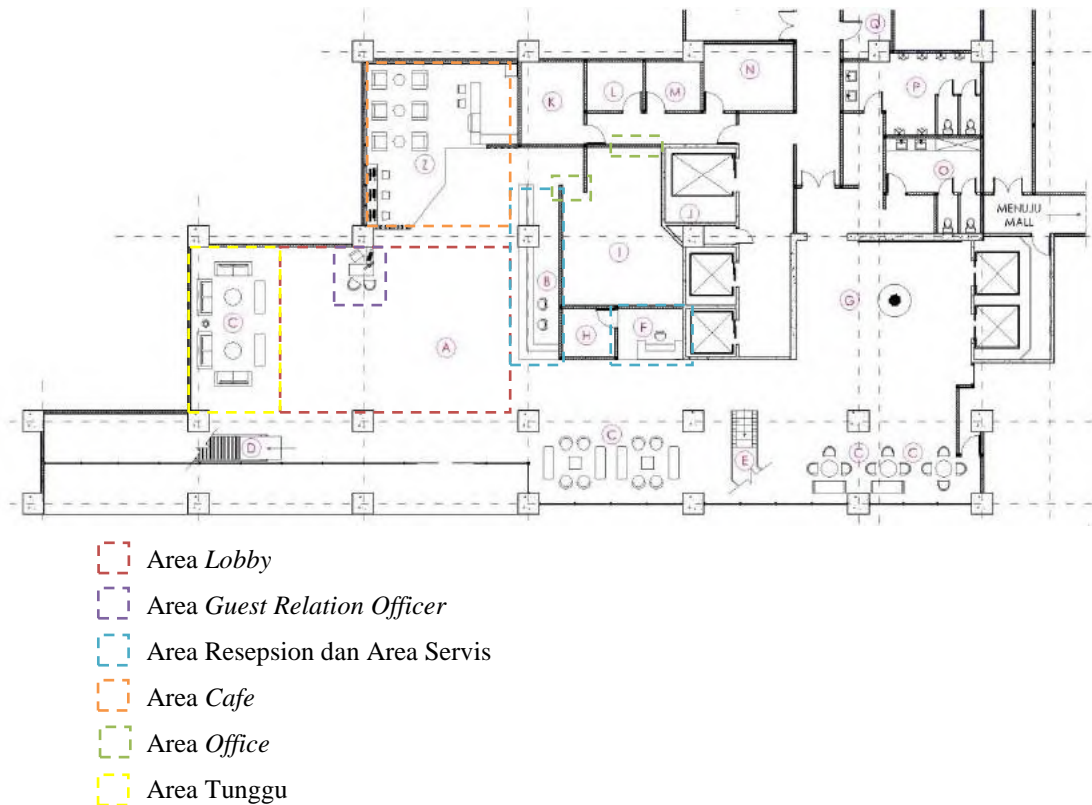 Q
N
L
M
K
P
Z
O
J
MENUJU
MALL
I
B
G
C
A
H
F
D
C
E
C
C
Area Lobby
Area Guest Relation Officer
Area Resepsion dan Area Servis
Area Cafe
Area Office
Area Tunggu